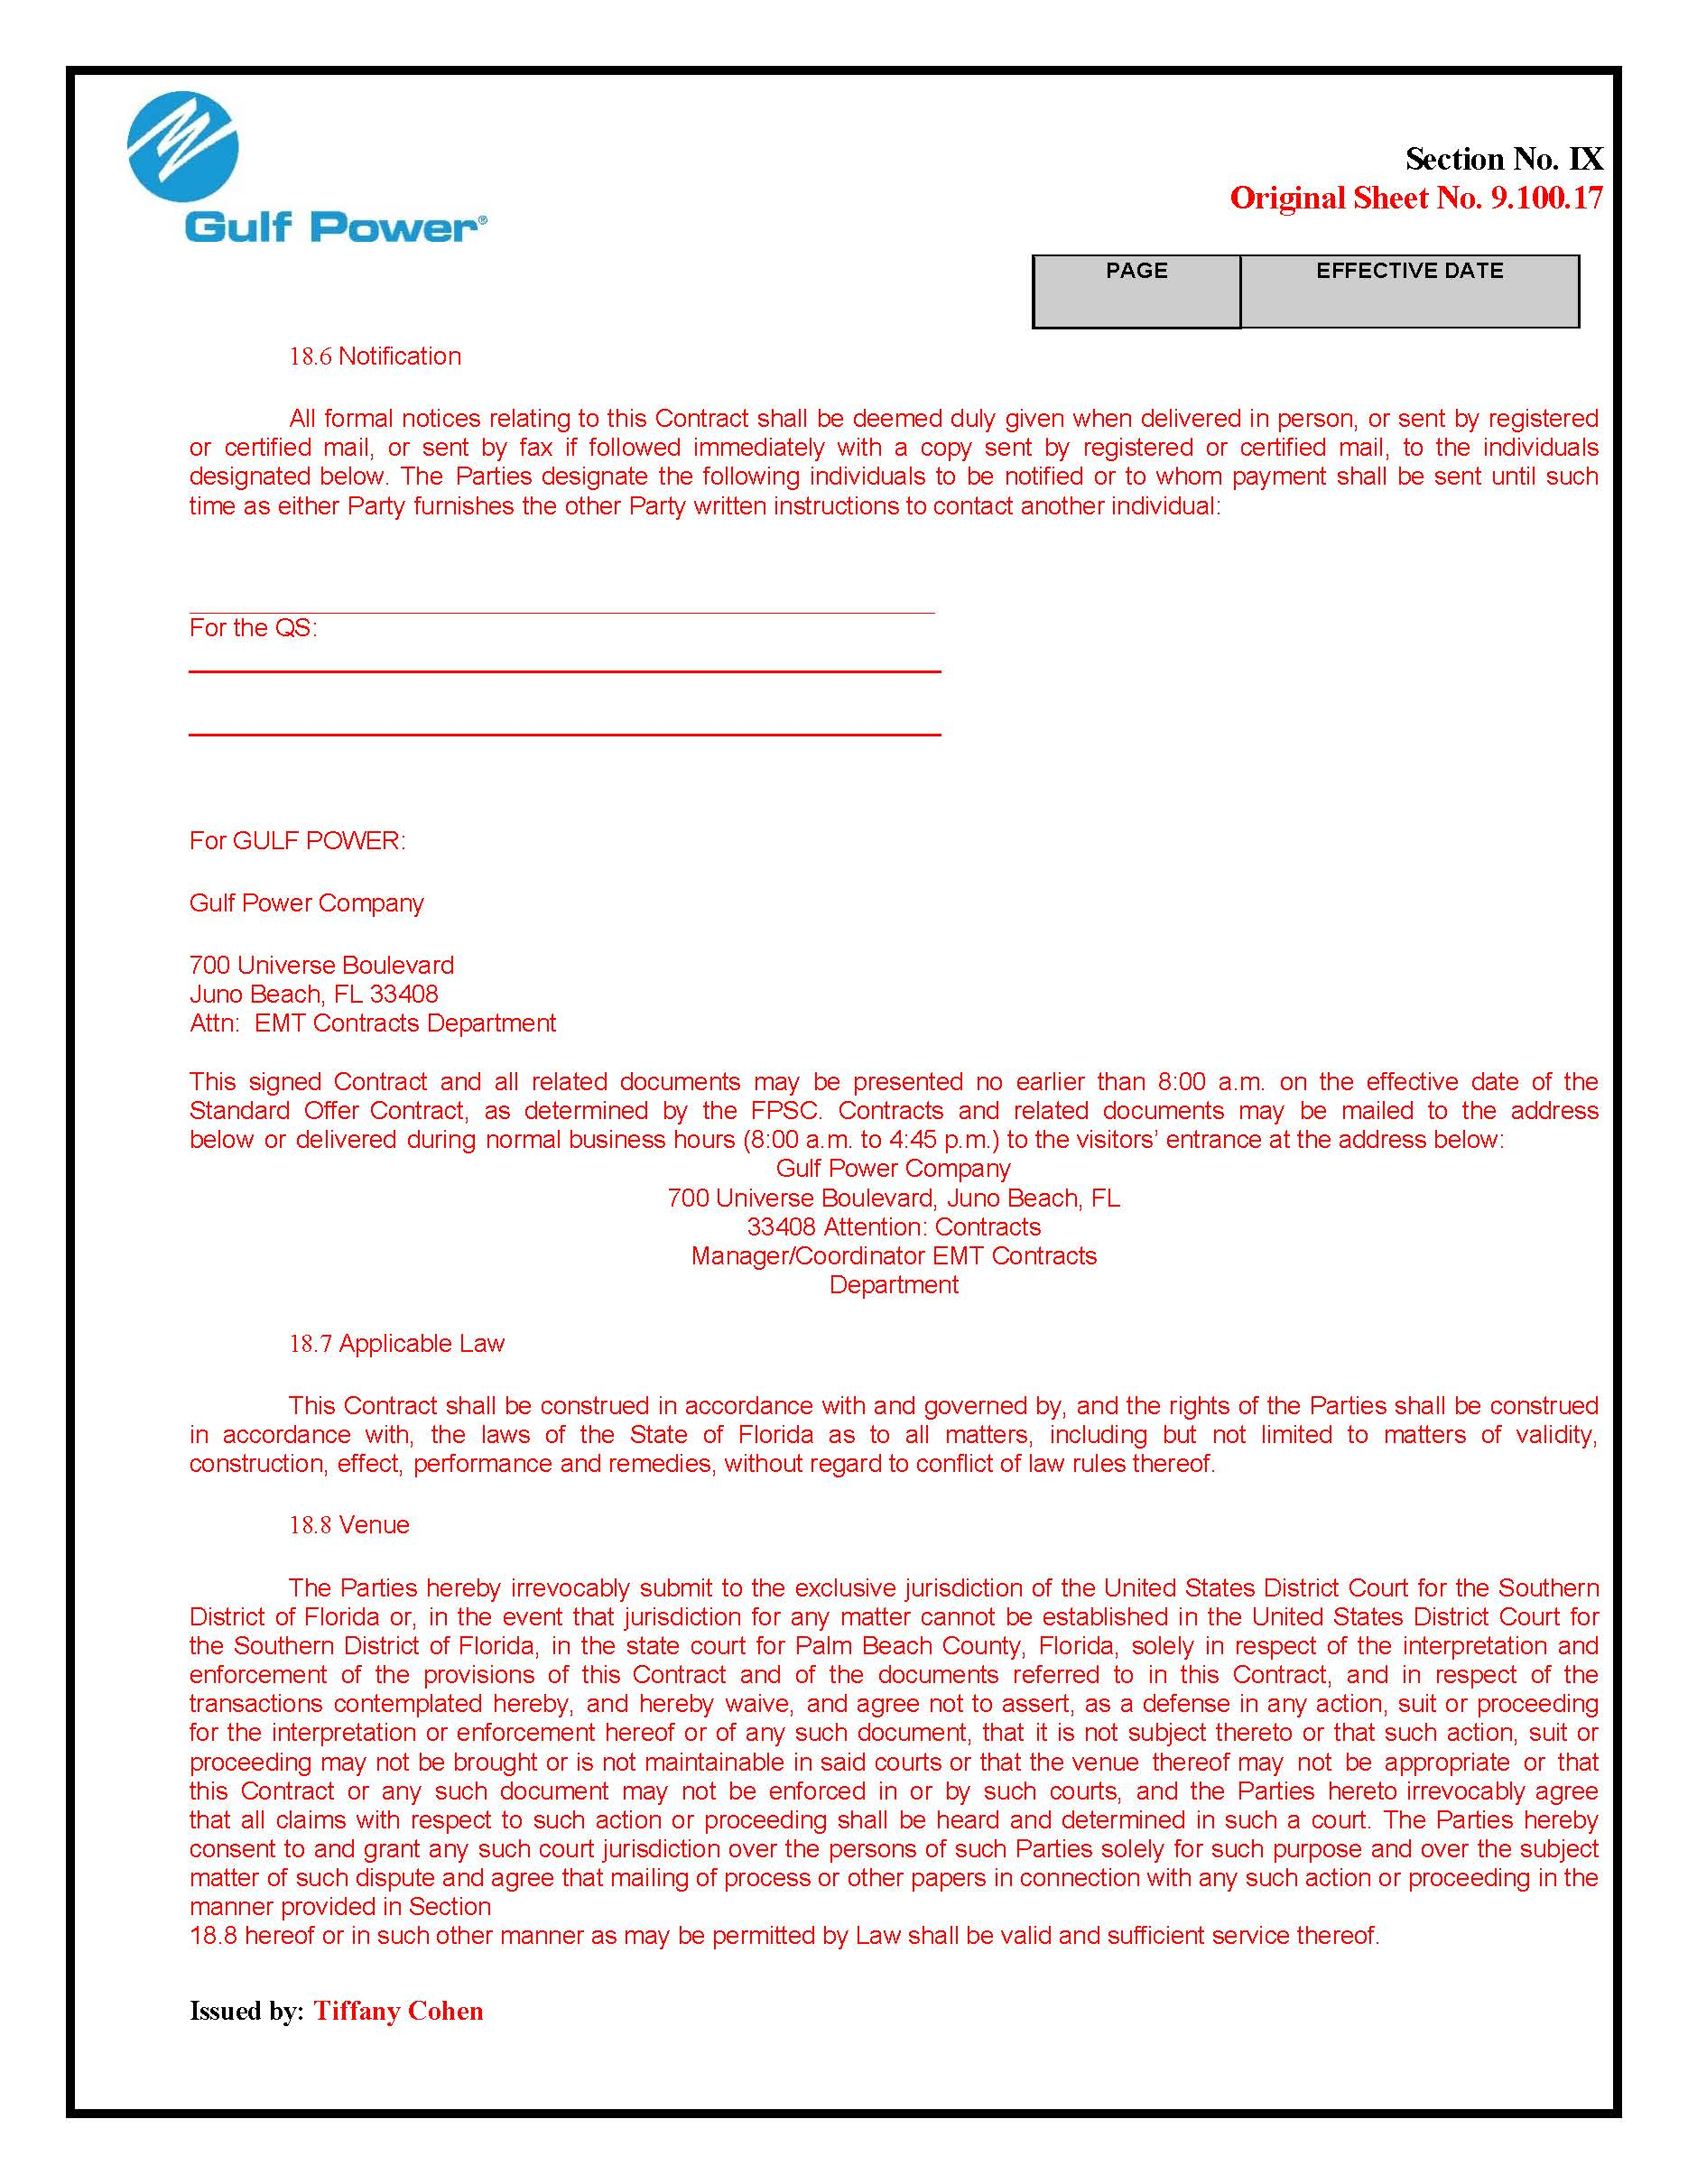 Gulf Power®
Section No. IX
Original Sheet No. 9.100.17
PAGE EFFECTIVE DATE
18.6 Notification
All formal notices relating to this Contract shall be deemed duly given when delivered in person, or sent by registered
or certified mail, or sent by fax if followed immediately with a copy sent by registered or certified mail, to the individuals
designated below. The Parties designate the following individuals to be notified or to whom payment shall be sent until such
time as either Party furnishes the other Party written instructions to contact another individual:
For the QS:
For GULF POWER:
Gulf Power Company
700 Universe Boulevard
Juno Beach, FL 33408
Attn: EMT Contracts Department
This signed Contract and all related documents may be presented no earlier than 8:00 a.m. on the effective date of the
Standard Offer Contract, as determined by the FPSC. Contracts and related documents may be mailed to the address
below or delivered during normal business hours (8:00 a.m. to 4:45 p.m.) to the visitors’ entrance at the address below:
Gulf Power Company
700 Universe Boulevard, Juno Beach, FL
33408 Attention: Contracts
Manager/Coordinator EMT Contracts
Department
18.7 Applicable Law
This Contract shall be construed in accordance with and governed by, and the rights of the Parties shall be construed
in accordance with, the laws of the State of Florida as to all matters, including but not limited to matters of validity,
construction, effect, performance and remedies, without regard to conflict of law rules thereof.
18.8 Venue
The Parties hereby irrevocably submit to the exclusive jurisdiction of the United States District Court for the Southern
District of Florida or, in the event that jurisdiction for any matter cannot be established in the United States District Court for
the Southern District of Florida, in the state court for Palm Beach County, Florida, solely in respect of the interpretation and
enforcement of the provisions of this Contract and of the documents referred to in this Contract, and in respect of the
transactions contemplated hereby, and hereby waive, and agree not to assert, as a defense in any action, suit or proceeding
for the interpretation or enforcement hereof or of any such document, that it is not subject thereto or that such action, suit or
proceeding may not be brought or is not maintainable in said courts or that the venue thereof may not be appropriate or that
this Contract or any such document may not be enforced in or by such courts, and the Parties hereto irrevocably agree
that all claims with respect to such action or proceeding shall be heard and determined in such a court. The Parties hereby
consent to and grant any such court jurisdiction over the persons of such Parties solely for such purpose and over the subject
matter of such dispute and agree that mailing of process or other papers in connection with any such action or proceeding in the
manner provided in Section
18.8 hereof or in such other manner as may be permitted by Law shall be valid and sufficient service thereof.
Issued by: Tiffany Cohen